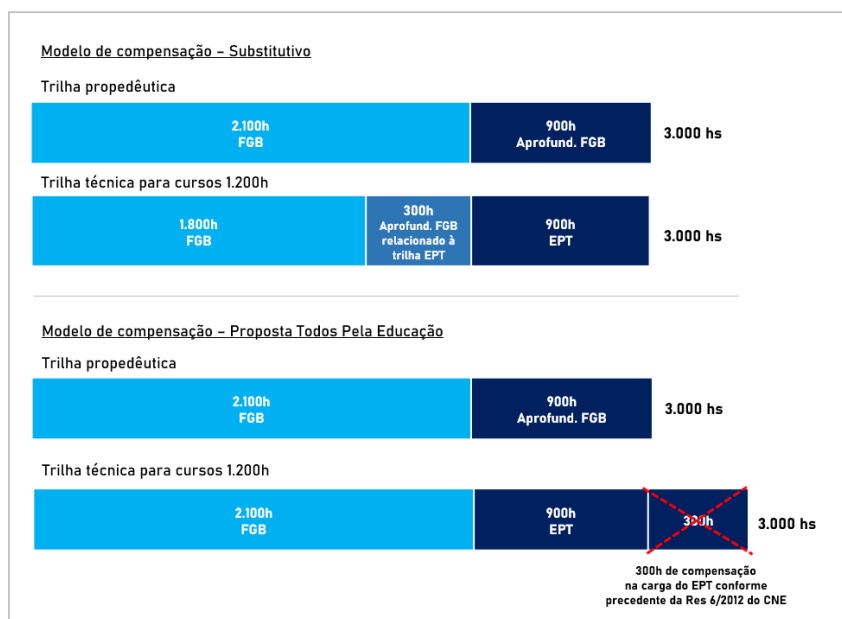 Modelo de compensação – Substitutivo
Trilha propedêutica
2.100h
FGB
900h
Aprofund. FGB
3.000 hs
Trilha técnica para cursos 1.200h
1.800h
FGB
300h
Aprofund. FGB
relacionado à
trilha EPT
900h
EPT
3.000 hs
Modelo de compensação – Proposta Todos Pela Educação
Trilha propedêutica
2.100h
FGB
900h
Aprofund. FGB
3.000 hs
Trilha técnica para cursos 1.200h
2.100h
FGB
900h
EPT
300h
3.000 hs
300h de compensação
na carga do EPT conforme
precedente da Res 6/2012 do CNE